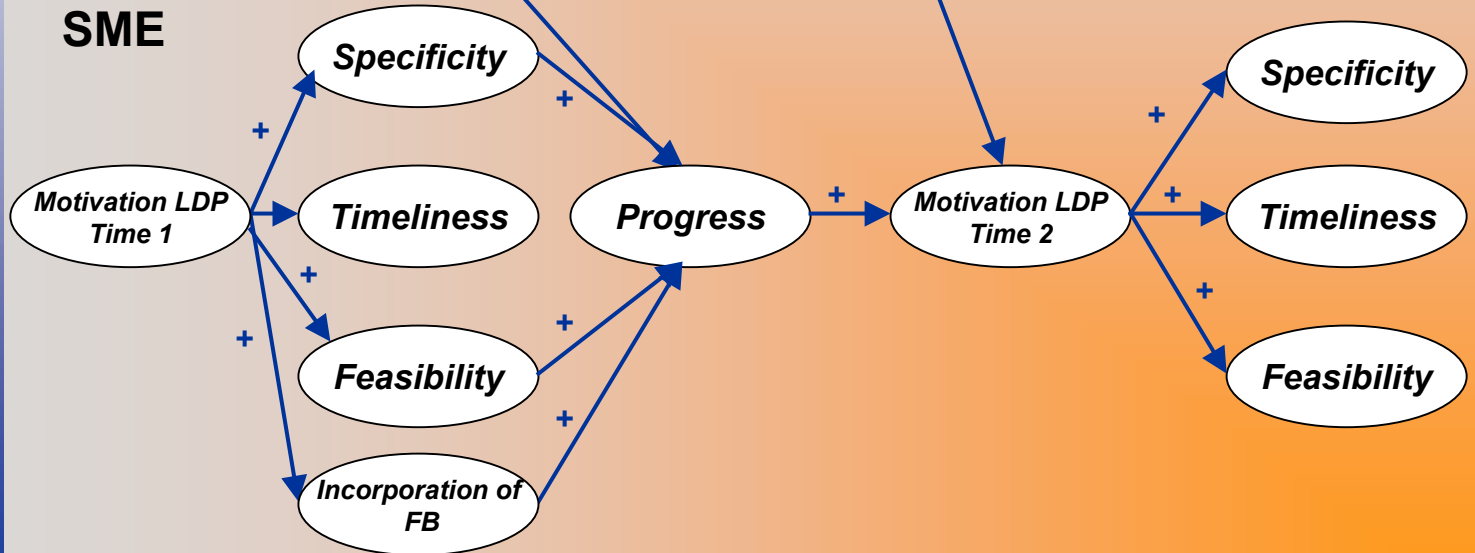 SME
Specificity
+
+
Motivation LDP
Time 1
Timeliness
+
+
Feasibility
+
Incorporation of
FB
+
Progress
+
Motivation LDP
Time 2
+
Specificity
+
Timeliness
+
Feasibility